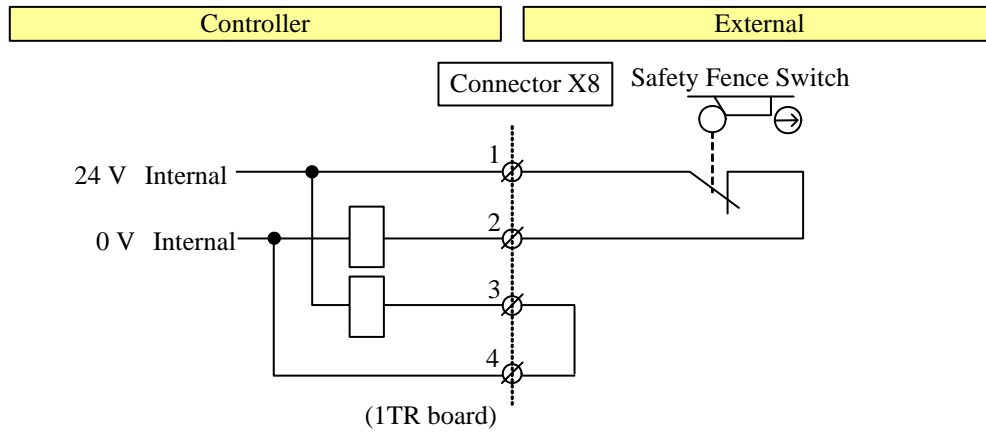 Controller
External
Connector X8
Safety Fence Switch
1
24 V Internal
2
0 V Internal
3
4
(1TR board)